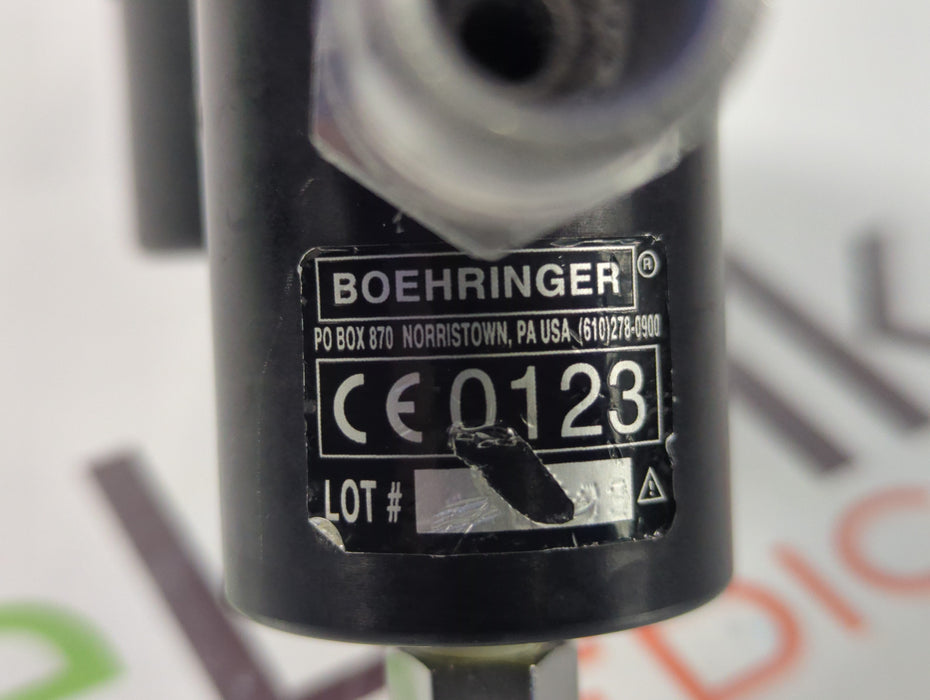 BOEHRINGER®
PO BOX 870 NORRISTOWN, PA USA (610)278-0900
CE 0123
LOT #